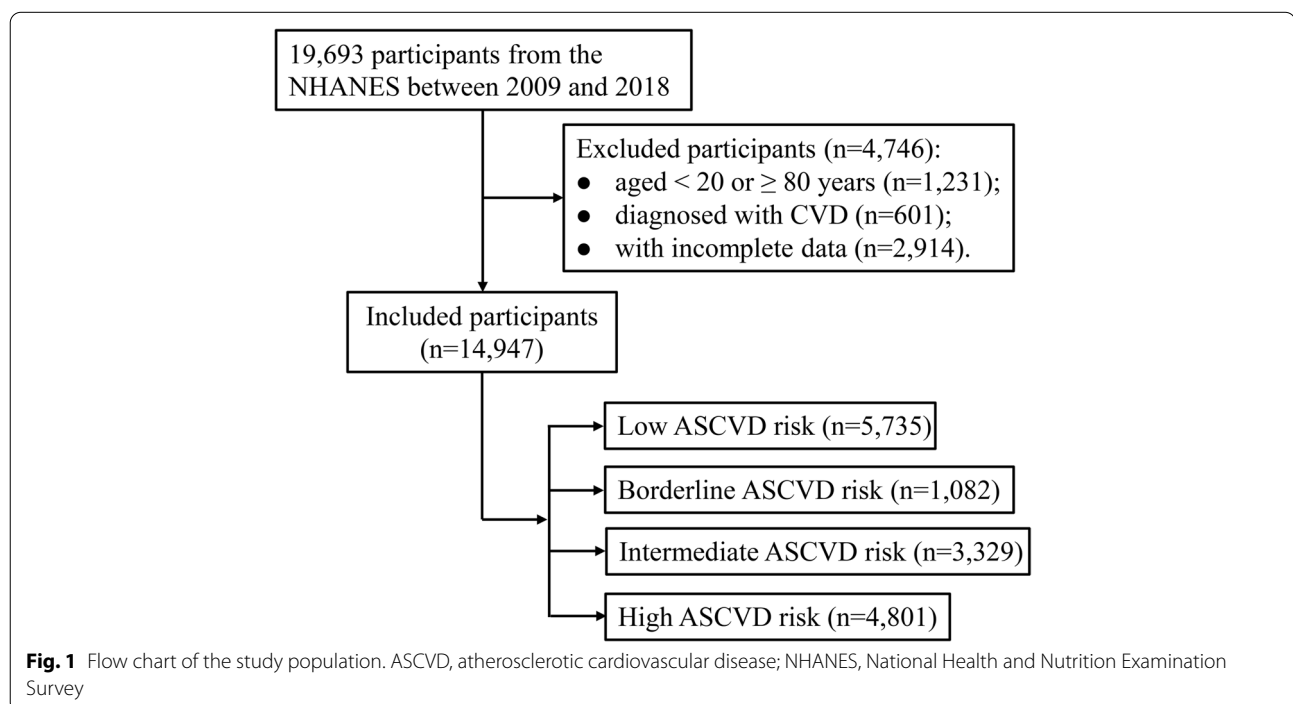 19,693 participants from the
NHANES between 2009 and 2018
Excluded participants (n=4,746):
● aged < 20 or ≥ 80 years (n=1,231);
● diagnosed with CVD (n=601);
● with incomplete data (n=2,914).
Included participants
(n=14,947)
Low ASCVD risk (n=5,735)
Borderline ASCVD risk (n=1,082)
Intermediate ASCVD risk (n=3,329)
High ASCVD risk (n=4,801)
Fig. 1 Flow chart of the study population. ASCVD, atherosclerotic cardiovascular disease; NHANES, National Health and Nutrition Examination
Survey